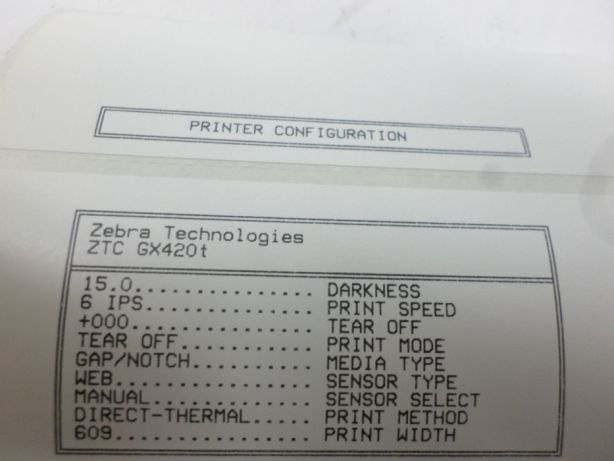 PRINTER CONFIGURATION
Zebra Technologies
ZTC GX420t
15.0............... DARKNESS
6 IPS.............. PRINT SPEED
+000............... TEAR OFF
TEAR OFF........... PRINT MODE
GAP/NOTCH.......... MEDIA TYPE
WEB................ SENSOR TYPE
MANUAL............. SENSOR SELECT
DIRECT-THERMAL..... PRINT METHOD
609................ PRINT WIDTH